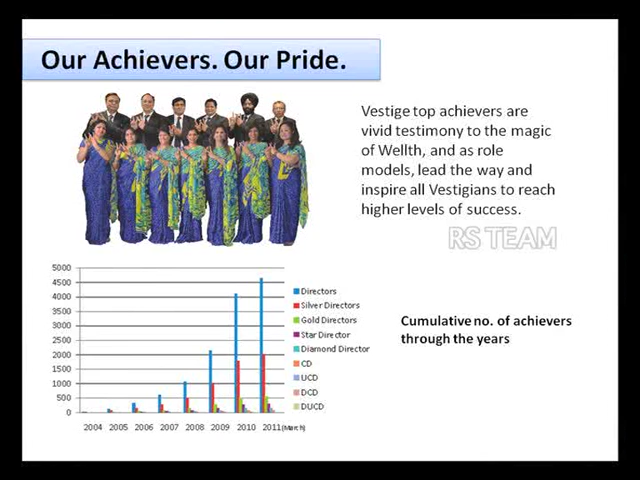 Our Achievers. Our Pride.
Vestige top achievers are
vivid testimony to the magic
of Wellth, and as role
models, lead the way and
inspire all Vestigians to reach
higher levels of success.
RS TEAM
5000
4500
4000
3500
3000
2500
2000
1500
1000
500
0
2004 2005 2006 2007 2008 2009 2010 2011(March)
Directors
Silver Directors
Gold Directors
Star Director
Diamond Director
CD
UCD
DCD
DUCD
Cumulative no. of achievers
through the years